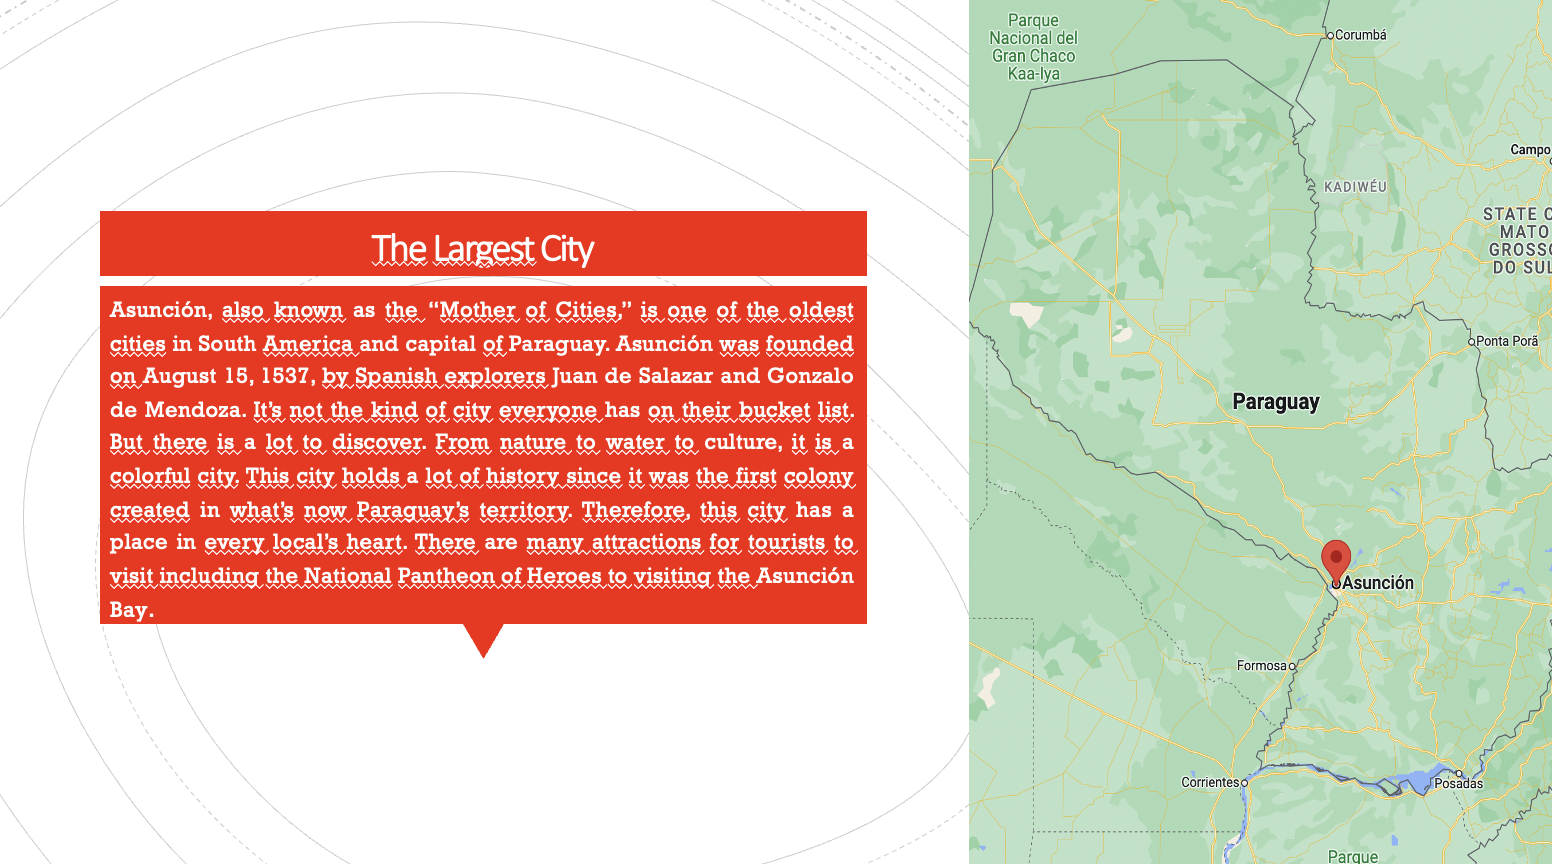 The Largest City
Asunción, also known as the “Mother of Cities,” is one of the oldest
cities in South America and capital of Paraguay. Asunción was founded
on August 15, 1537, by Spanish explorers Juan de Salazar and Gonzalo
de Mendoza. It’s not the kind of city everyone has on their bucket list.
But there is a lot to discover. From nature to water to culture, it is a
colorful city. This city holds a lot of history since it was the first colony
created in what’s now Paraguay’s territory. Therefore, this city has a
place in every local’s heart. There are many attractions for tourists to
visit including the National Pantheon of Heroes to visiting the Asunción
Bay.
Parque
Nacional del
Gran Chaco
Kaa-Iya
Corumbá
Campo
KADIWÉU
STATE O
MATO
GROSSO
DO SUL
Ponta Porã
Paraguay
Asunción
Formosa
Corrientes
Posadas
Parque